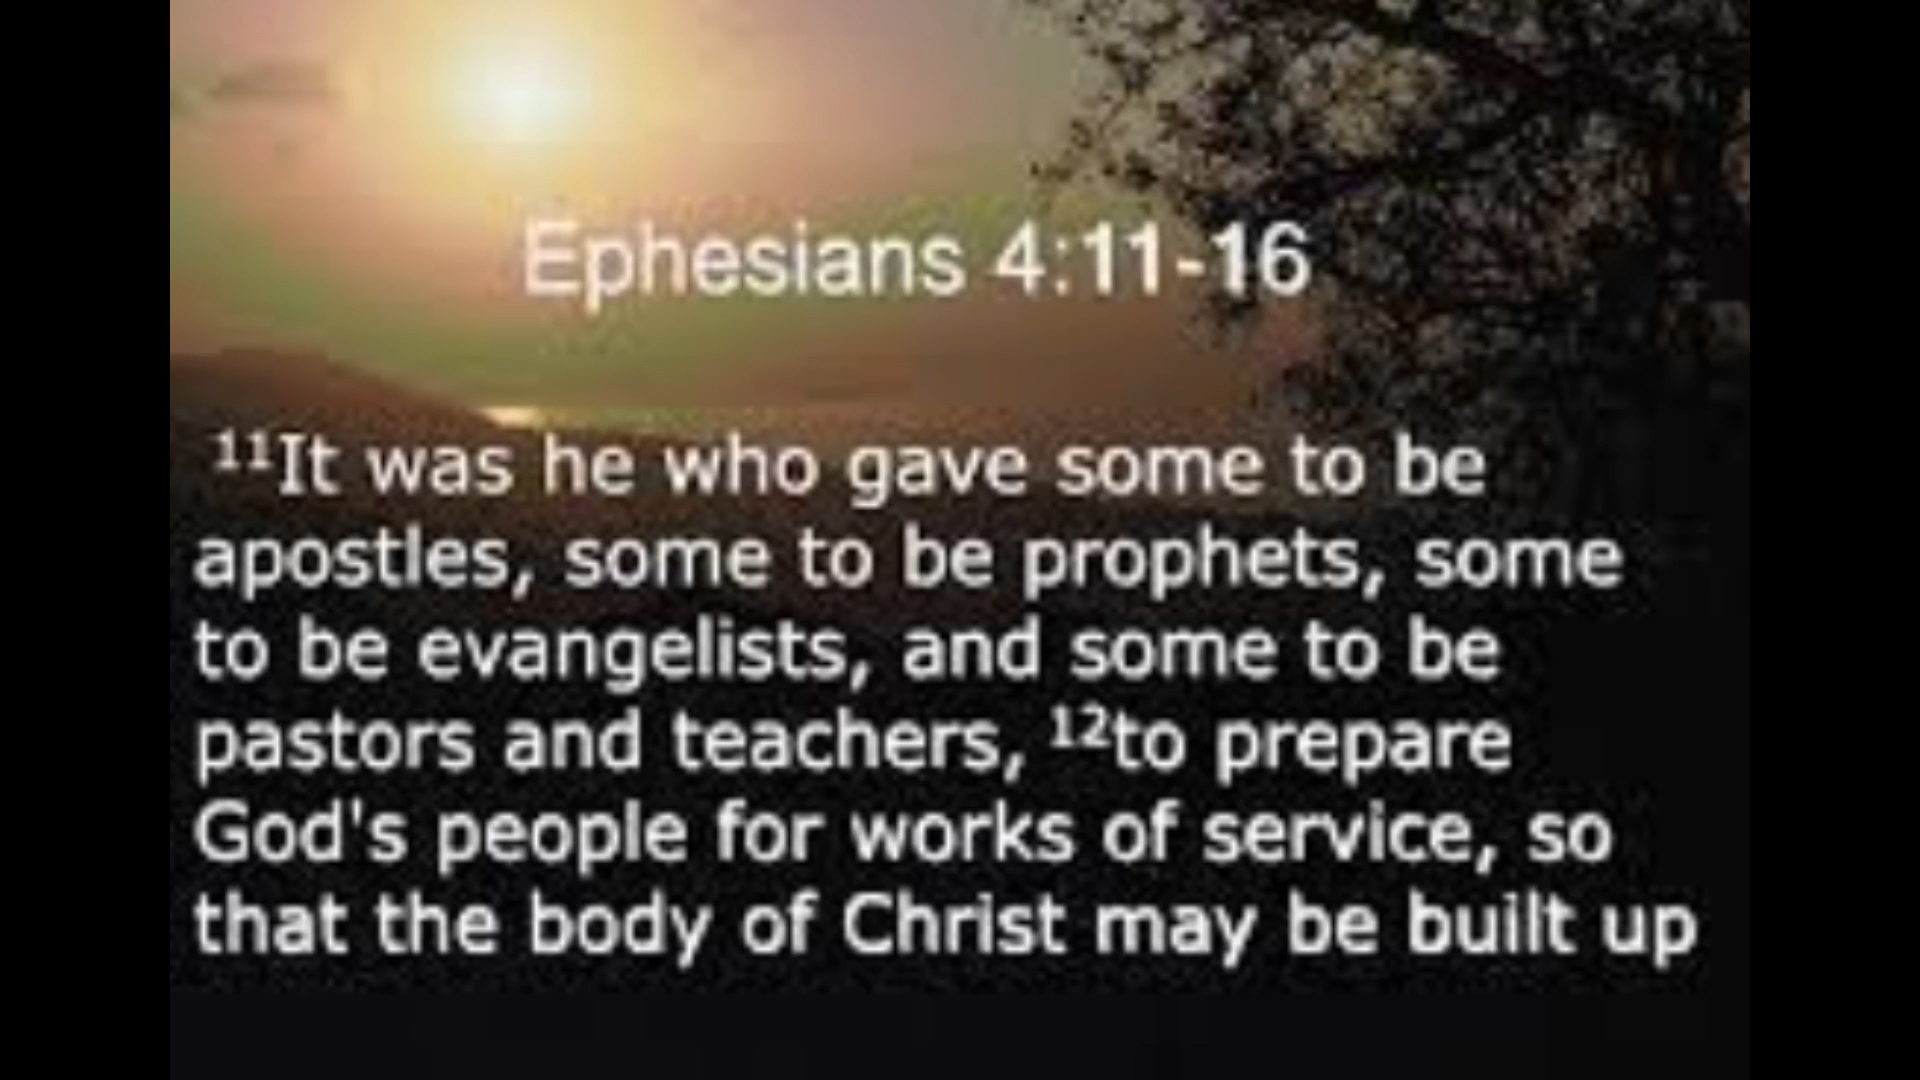 Ephesians 4:11-16
¹¹It was he who gave some to be
apostles, some to be prophets, some
to be evangelists, and some to be
pastors and teachers, ¹²to prepare
God's people for works of service, so
that the body of Christ may be built up